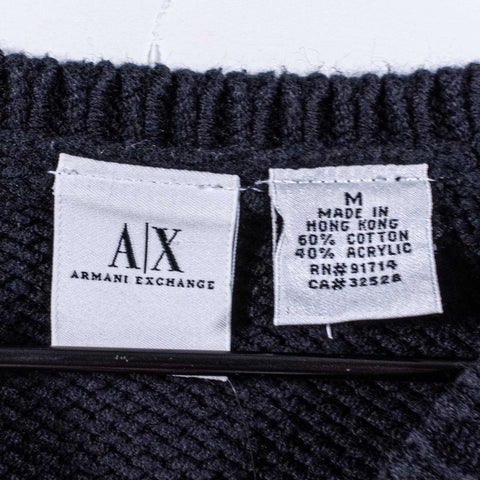 A|X
ARMANI EXCHANGE
M
MADE IN
HONG KONG
60% COTTON
40% ACRYLIC
RN#91714
CA#32528